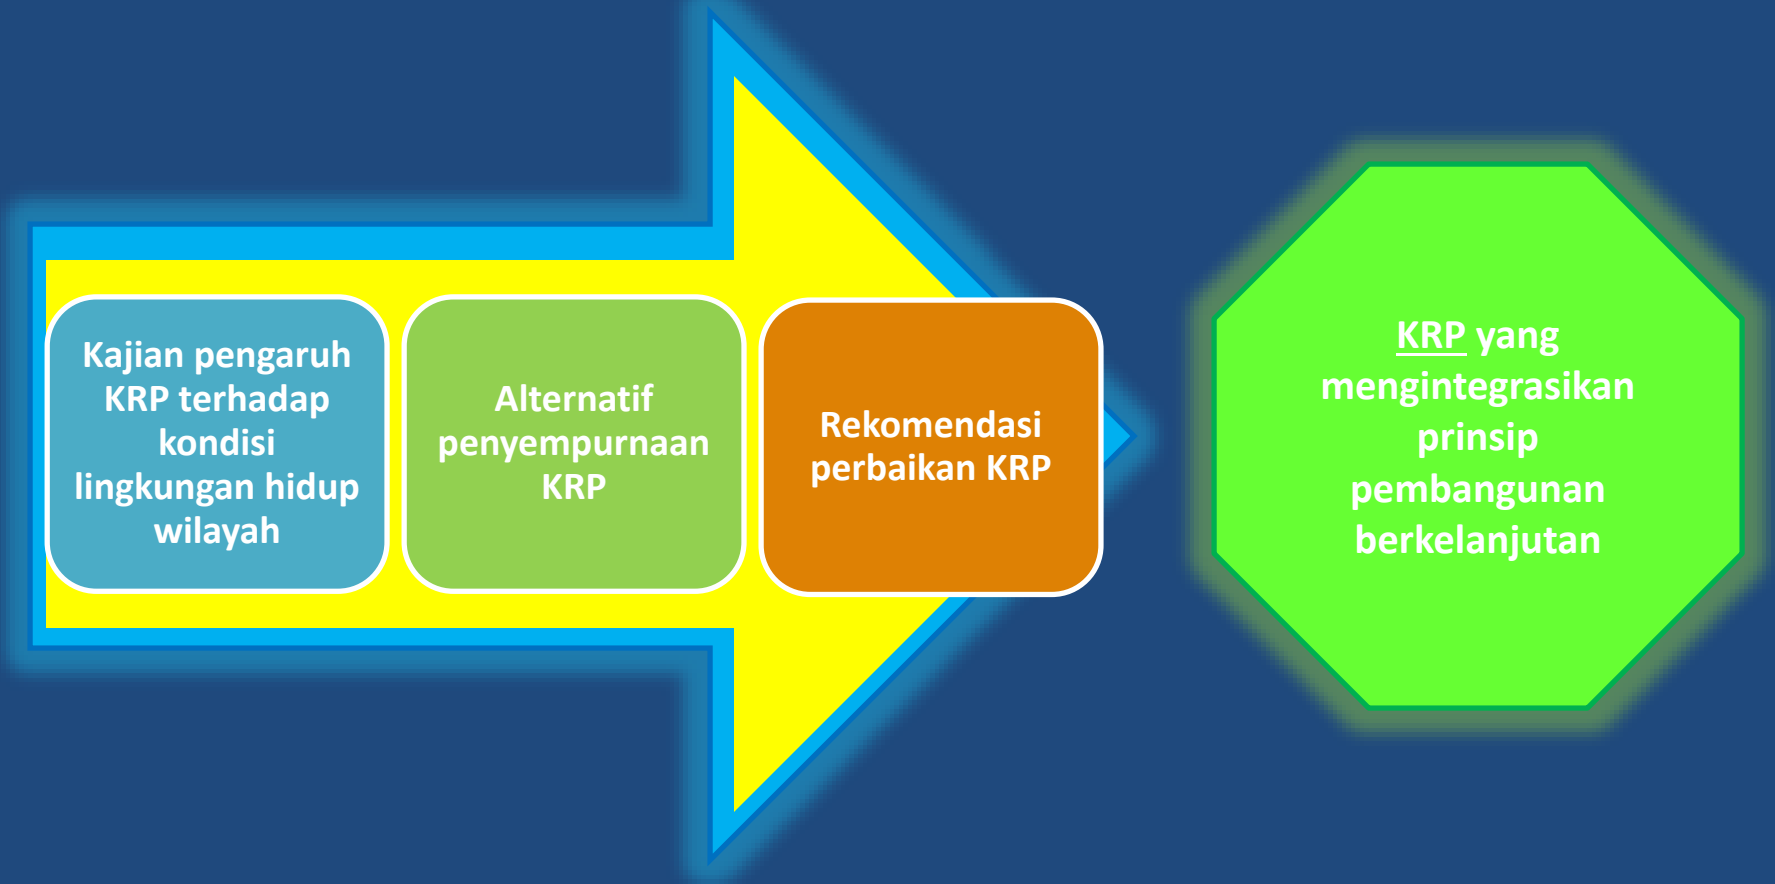 Kajian pengaruh
KRP terhadap
kondisi
lingkungan hidup
wilayah
Alternatif
penyempurnaan
KRP
Rekomendasi
perbaikan KRP
KRP yang
mengintegrasikan
prinsip
pembangunan
berkelanjutan